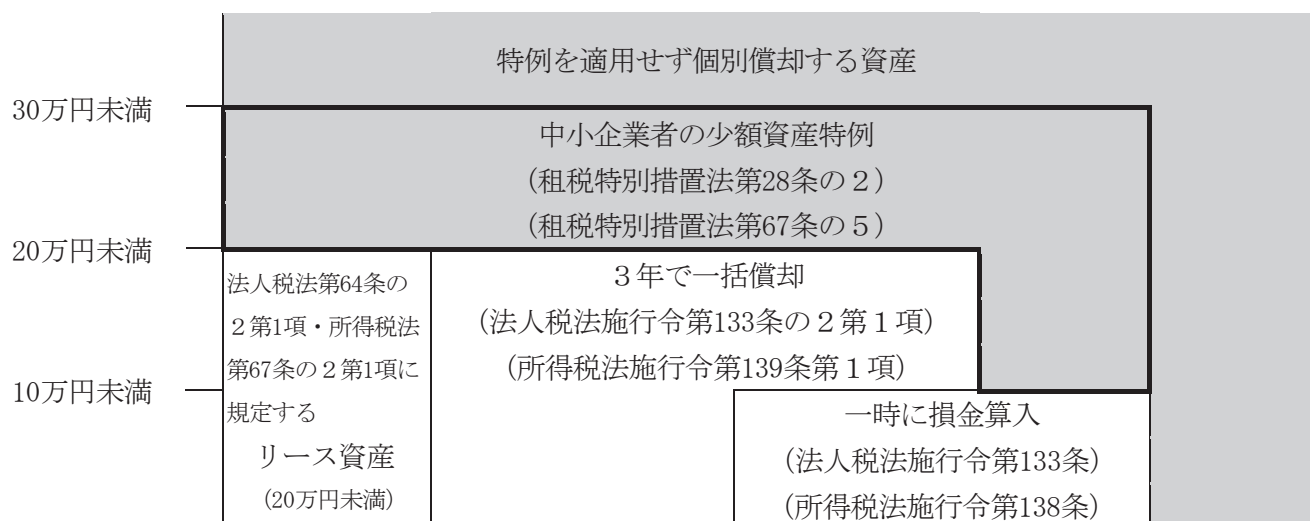 特例を適用せず個別償却する資産
30万円未満
中小企業者の少額資産特例
（租税特別措置法第28条の２）
（租税特別措置法第67条の５）
20万円未満
法人税法第64条の
２第1項・所得税法
第67条の２第1項に
規定する
リース資産
（20万円未満）
３年で一括償却
（法人税法施行令第133条の２第１項）
（所得税法施行令第139条第１項）
10万円未満
一時に損金算入
（法人税法施行令第133条）
（所得税法施行令第138条）